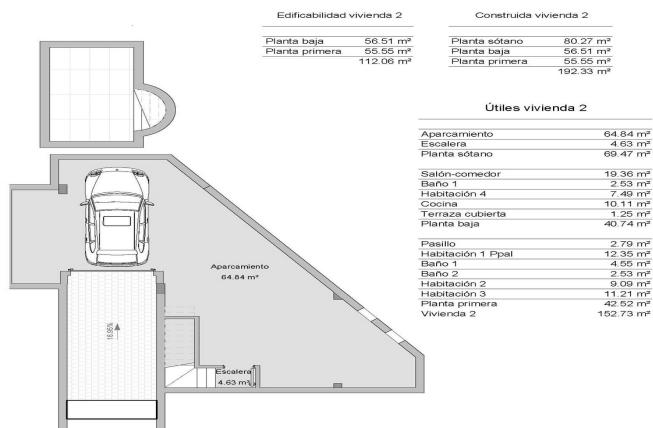 Edificabilidad vivienda 2
Planta baja 56.51 m²
Planta primera 55.55 m²
112.06 m²
Construida vivienda 2
Planta sótano 80.27 m²
Planta baja 56.51 m²
Planta primera 55.55 m²
192.33 m²
Útiles vivienda 2
Aparcamiento 64.84 m²
Escalera 4.63 m²
Planta sótano 69.47 m²
Salón-comedor 19.36 m²
Baño 1 2.53 m²
Habitación 4 7.49 m²
Cocina 10.11 m²
Terraza cubierta 1.25 m²
Planta baja 40.74 m²
Pasillo 2.79 m²
Habitación 1 Ppal 12.35 m²
Baño 1 4.55 m²
Baño 2 2.53 m²
Habitación 2 9.09 m²
Habitación 3 11.21 m²
Planta primera 42.52 m²
Vivienda 2 152.73 m²
Aparcamiento
64.84 m²
Escalera
4.63 m²